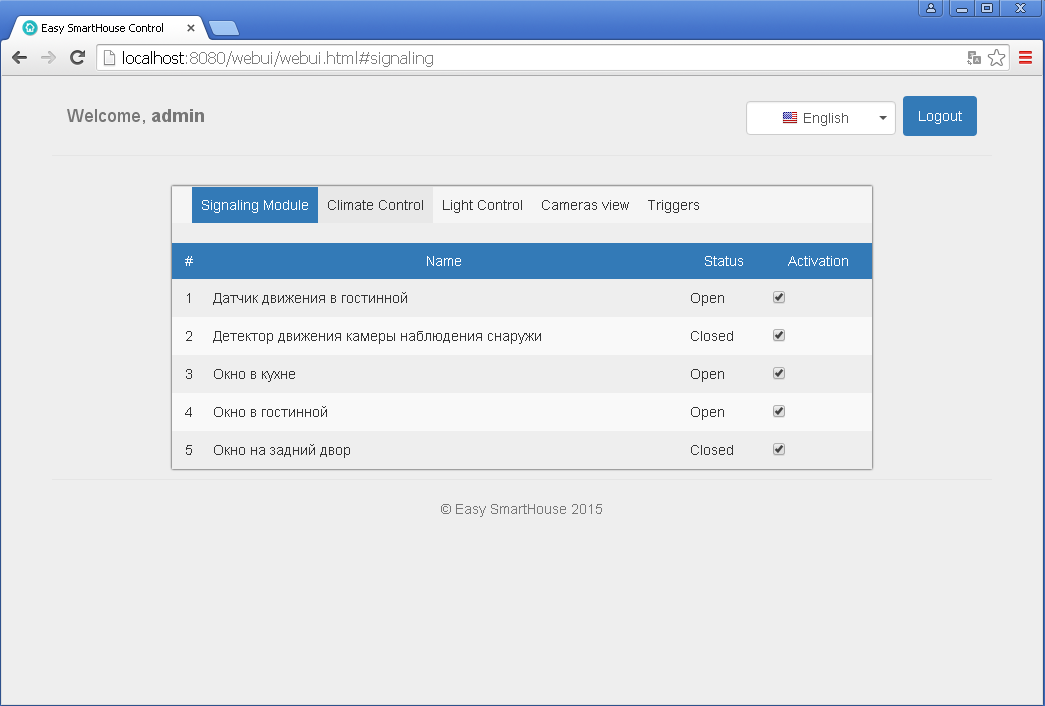 Easy SmartHouse Control
localhost:8080/webui/webui.html#signaling
Welcome, admin
English
Logout
Signaling Module Climate Control Light Control Cameras view Triggers
# Name Status Activation
1 Датчик движения в гостинной Open
2 Детектор движения камеры наблюдения снаружи Closed
3 Окно в кухне Open
4 Окно в гостинной Open
5 Окно на задний двор Closed
© Easy SmartHouse 2015